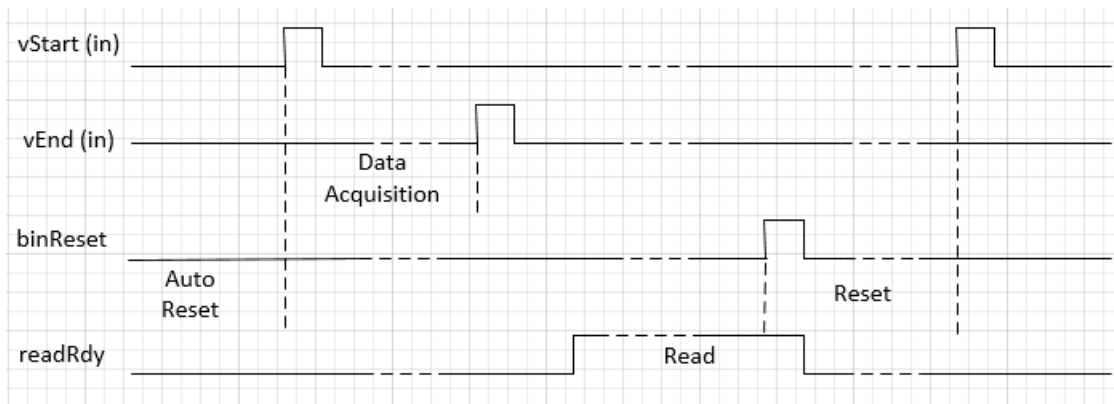 vStart (in)
vEnd (in)
Data
Acquisition
binReset
Auto
Reset
Reset
readRdy
Read